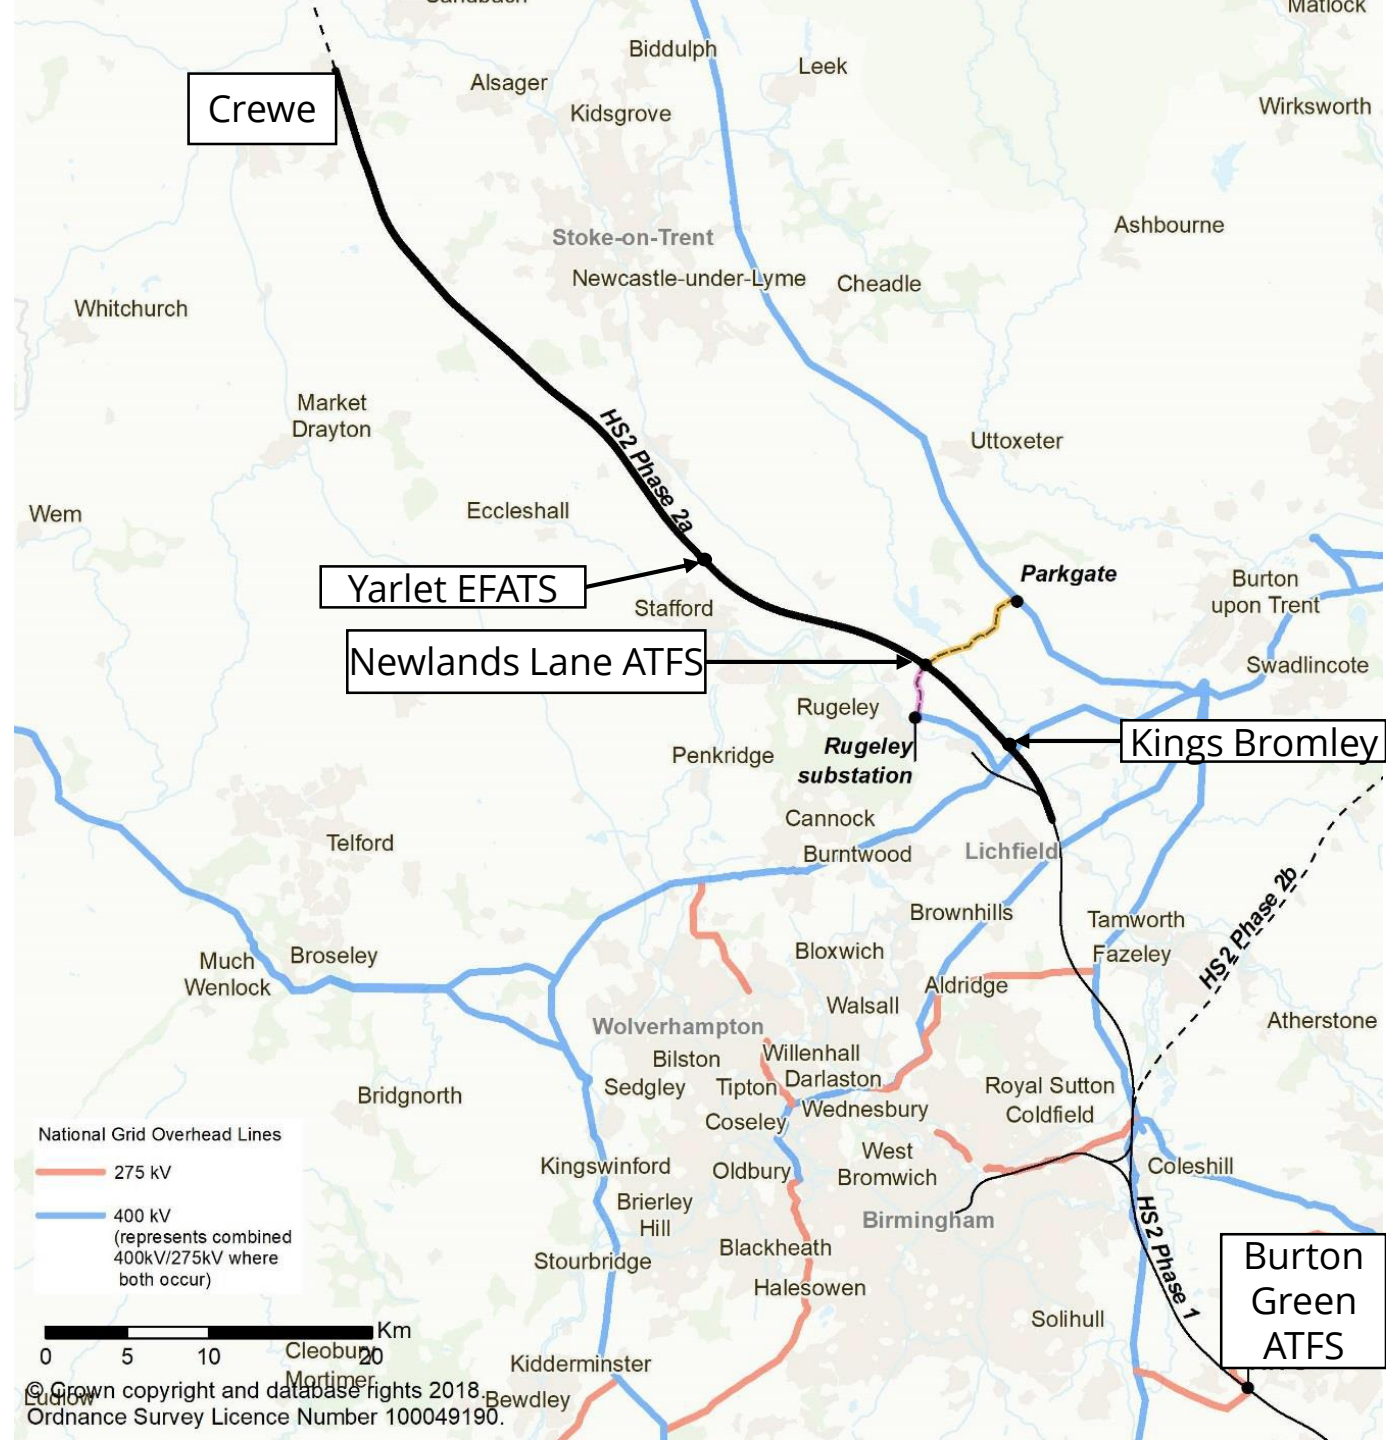 Sandbach
Matlock
Biddulph
Leek
Alsager
Kidsgrove
Wirksworth
Crewe
Ashbourne
Stoke-on-Trent
Newcastle-under-Lyme
Cheadle
Whitchurch
Market
Drayton
HS2 Phase 2a
Uttoxeter
Wem
Eccleshall
Yarlet EFATS
Parkgate
Burton
upon Trent
Stafford
Newlands Lane ATFS
Swadlincote
Rugeley
Rugeley
substation
Kings Bromley
Penkridge
Cannock
Telford
Burntwood
Lichfield
HS2 Phase 2b
Brownhills
Tamworth
Fazeley
Much
Wenlock
Broseley
Bloxwich
Aldridge
Walsall
Wolverhampton
Atherstone
Bilston
Willenhall
Sedgley
Tipton
Darlaston
Royal Sutton
Coldfield
Bridgnorth
Coseley
Wednesbury
National Grid Overhead Lines
275 kV
400 kV
(represents combined
400kV/275kV where
both occur)
Kingswinford
Oldbury
West
Bromwich
Coleshill
Brierley
Hill
Birmingham
HS2 Phase 1
Stourbridge
Blackheath
Halesowen
Burton
Green
ATFS
Solihull
Km
0 5 10 20
Cleobury
Mortimer
Kidderminster
Bewdley
Ludlow
© Crown copyright and database rights 2018.
Ordnance Survey Licence Number 100049190.